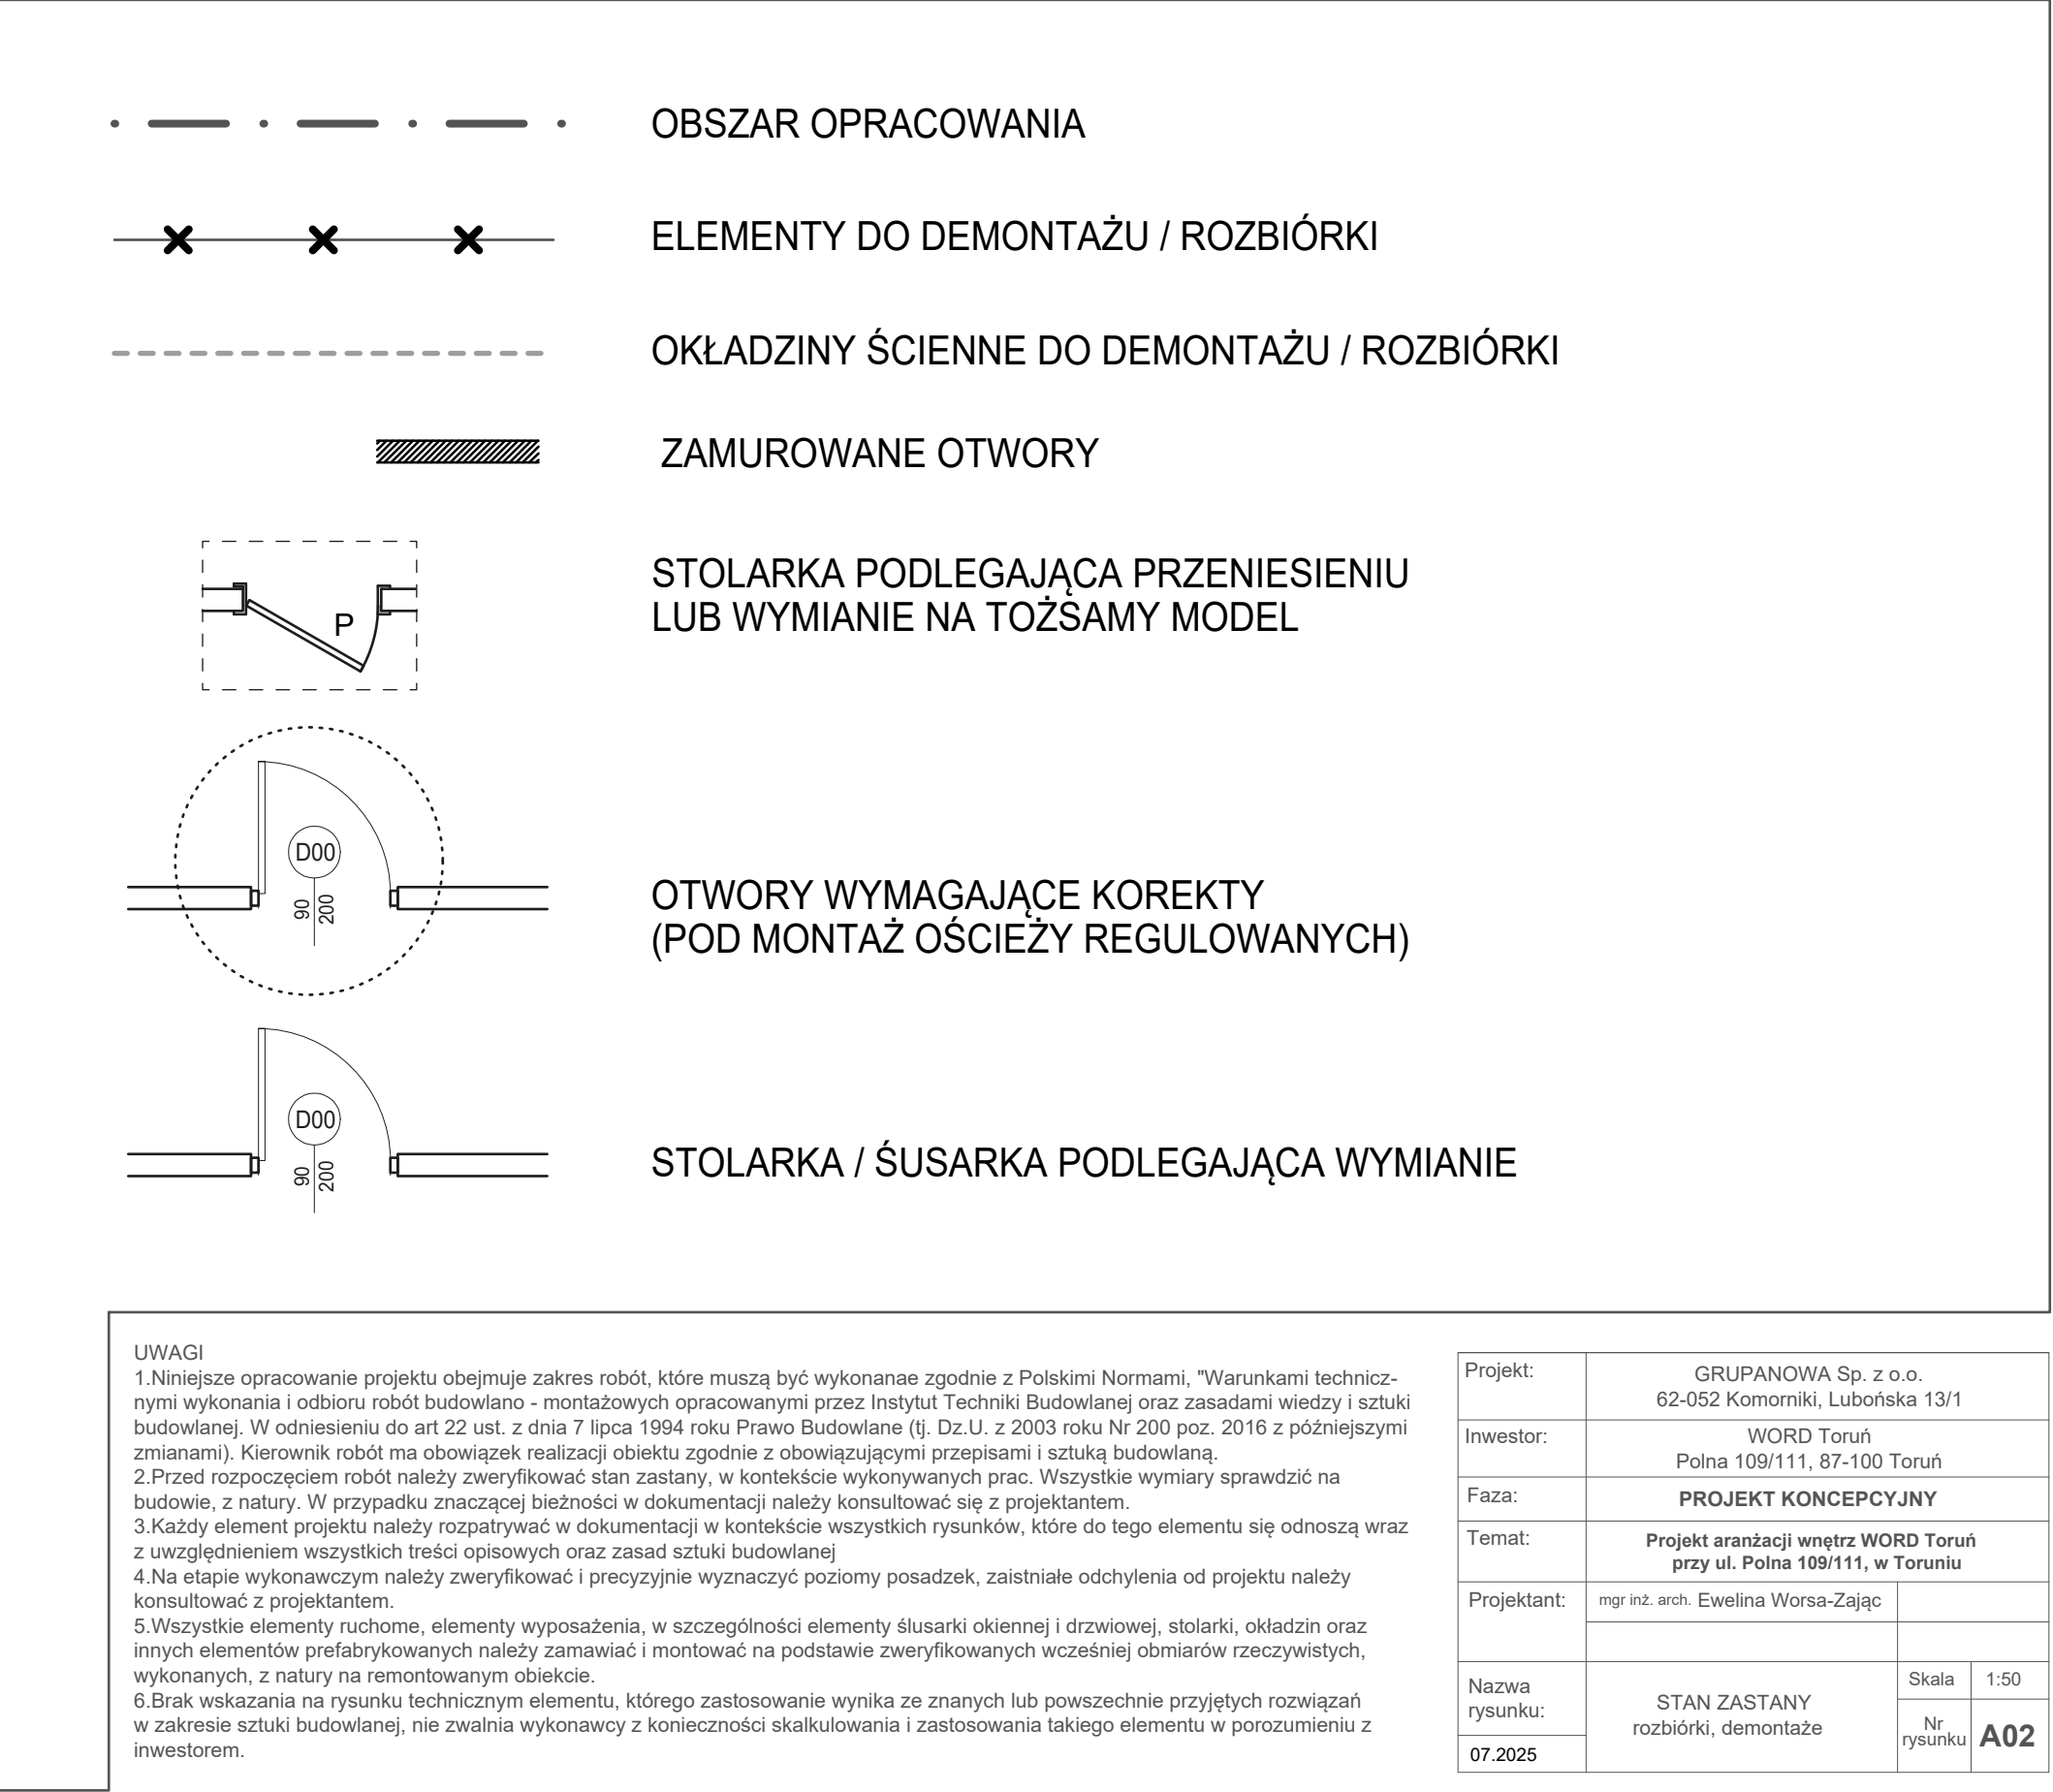 OBSZAR OPRACOWANIA
ELEMENTY DO DEMONTAŻU / ROZBIÓRKI
OKŁADZINY ŚCIENNE DO DEMONTAŻU / ROZBIÓRKI
ZAMUROWANE OTWORY
P
STOLARKA PODLEGAJĄCA PRZENIESIENIU
LUB WYMIANIE NA TOŻSAMY MODEL
D00
90
200
OTWORY WYMAGAJĄCE KOREKTY
(POD MONTAŻ OŚCIEŻY REGULOWANYCH)
D00
90
200
STOLARKA / ŚUSARKA PODLEGAJĄCA WYMIANIE
UWAGI
1.Niniejsze opracowanie projektu obejmuje zakres robót, które muszą być wykonanae zgodnie z Polskimi Normami, "Warunkami technicz-
nymi wykonania i odbioru robót budowlano - montażowych opracowanymi przez Instytut Techniki Budowlanej oraz zasadami wiedzy i sztuki
budowlanej. W odniesieniu do art 22 ust. z dnia 7 lipca 1994 roku Prawo Budowlane (tj. Dz.U. z 2003 roku Nr 200 poz. 2016 z późniejszymi
zmianami). Kierownik robót ma obowiązek realizacji obiektu zgodnie z obowiązującymi przepisami i sztuką budowlaną.
2.Przed rozpoczęciem robót należy zweryfikować stan zastany, w kontekście wykonywanych prac. Wszystkie wymiary sprawdzić na
budowie, z natury. W przypadku znaczącej bieżności w dokumentacji należy konsultować się z projektantem.
3.Każdy element projektu należy rozpatrywać w dokumentacji w kontekście wszystkich rysunków, które do tego elementu się odnoszą wraz
z uwzględnieniem wszystkich treści opisowych oraz zasad sztuki budowlanej
4.Na etapie wykonawczym należy zweryfikować i precyzyjnie wyznaczyć poziomy posadzek, zaistniałe odchylenia od projektu należy
konsultować z projektantem.
5.Wszystkie elementy ruchome, elementy wyposażenia, w szczególności elementy ślusarki okiennej i drzwiowej, stolarki, okładzin oraz
innych elementów prefabrykowanych należy zamawiać i montować na podstawie zweryfikowanych wcześniej obmiarów rzeczywistych,
wykonanych, z natury na remontowanym obiekcie.
6.Brak wskazania na rysunku technicznym elementu, którego zastosowanie wynika ze znanych lub powszechnie przyjętych rozwiązań
w zakresie sztuki budowlanej, nie zwalnia wykonawcy z konieczności skalkulowania i zastosowania takiego elementu w porozumieniu z
inwestorem.
Projekt:
GRUPANOWA Sp. z o.o.
62-052 Komorniki, Lubońska 13/1
Inwestor:
WORD Toruń
Polna 109/111, 87-100 Toruń
Faza:
PROJEKT KONCEPCYJNY
Temat:
Projekt aranżacji wnętrz WORD Toruń
przy ul. Polna 109/111, w Toruniu
Projektant:
mgr inż. arch. Ewelina Worsa-Zając
Nazwa
rysunku:
STAN ZASTANY
rozbiórki, demontaże
Skala
1:50
Nr
rysunku
A02
07.2025